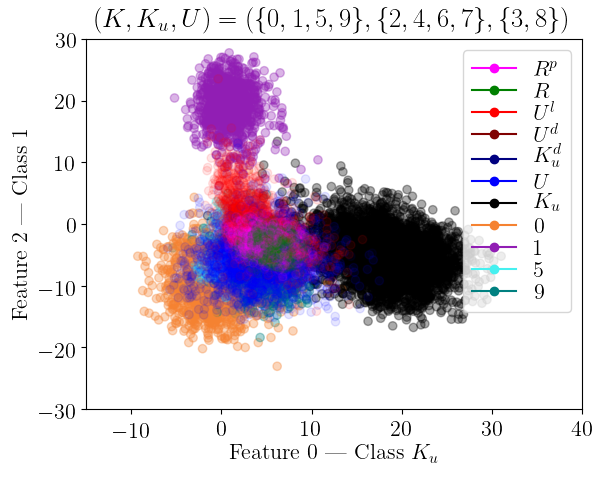 (K, K_u, U) = ({0, 1, 5, 9}, {2, 4, 6, 7}, {3, 8})
30
20
10
0
−10
−20
−30
Feature 2 — Class 1
R^p
R
U^l
U^d
K_u^d
U
K_u
0
1
5
9
−10 0 10 20 30 40
Feature 0 — Class K_u